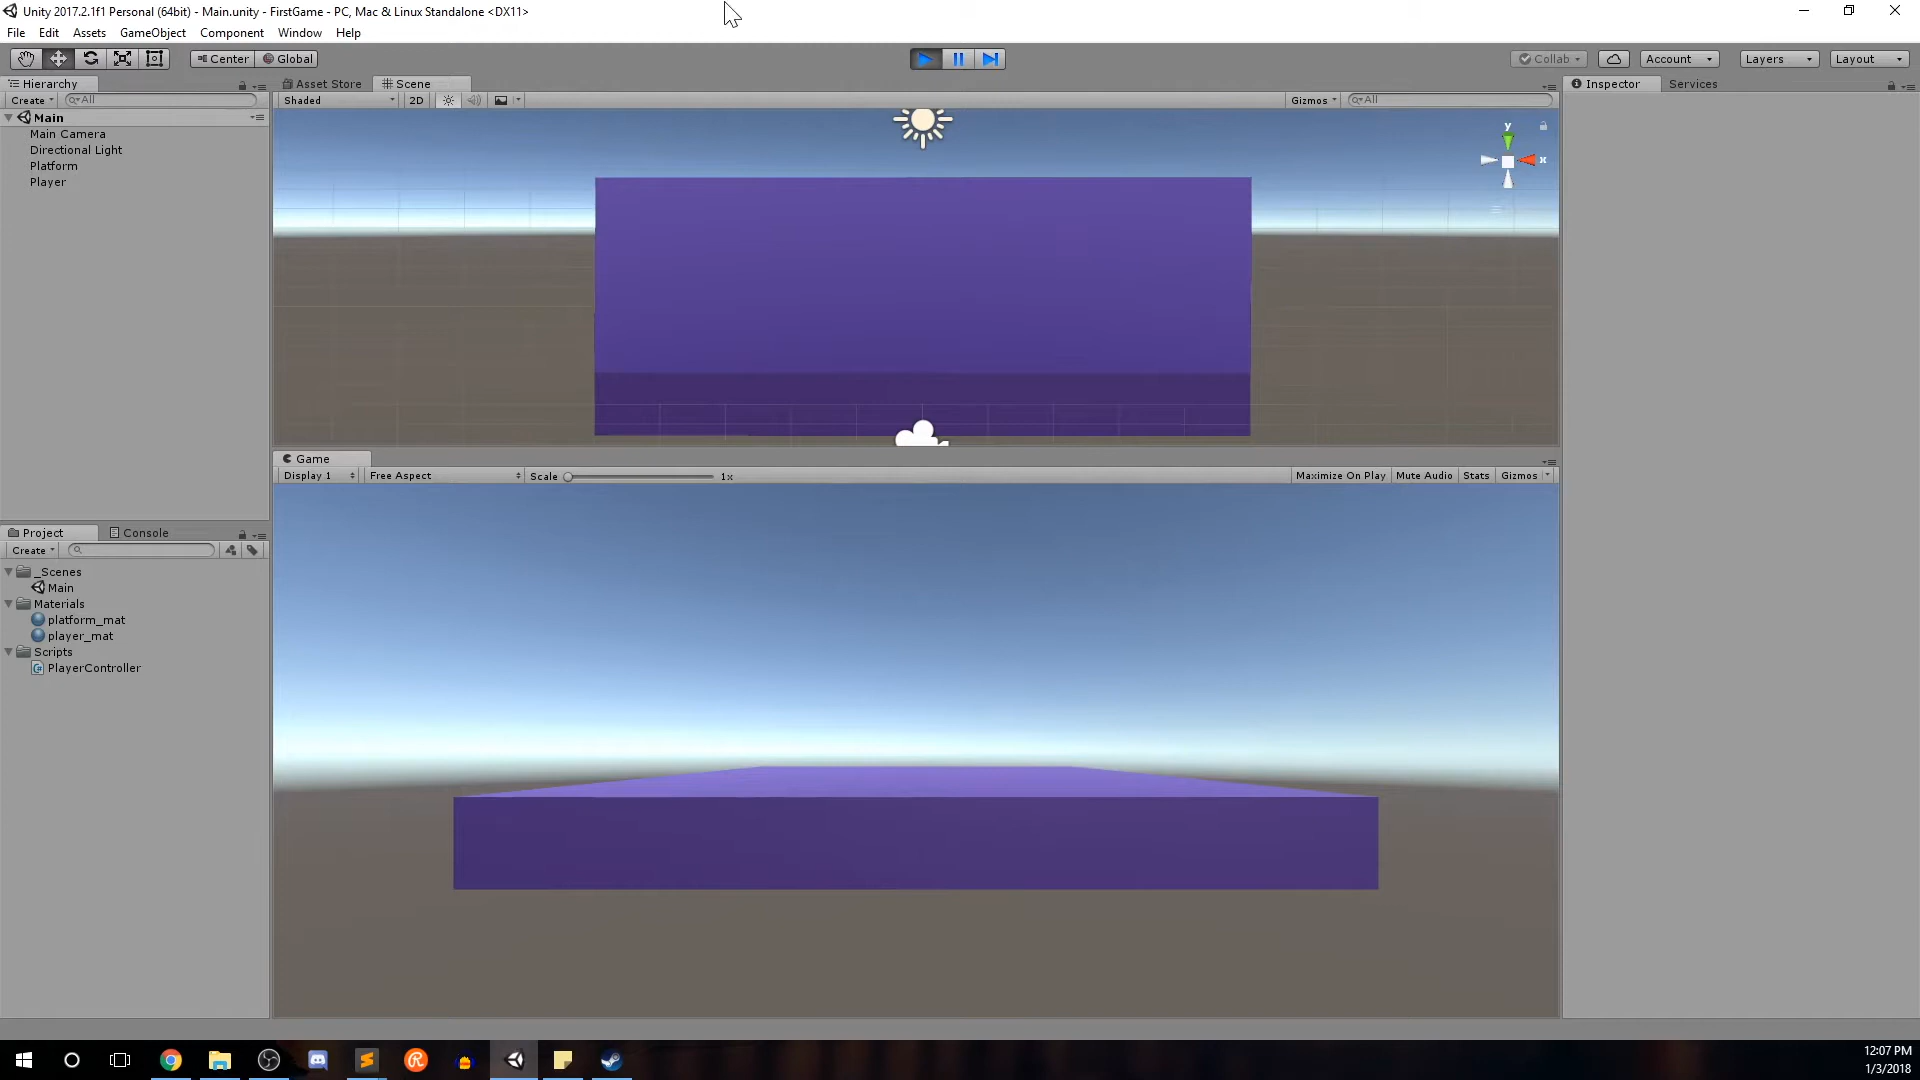 Unity 2017.2.1f1 Personal (64bit) - Main.unity - FirstGame - PC, Mac & Linux Standalone <DX11>
File Edit Assets GameObject Component Window Help
Center Global Collab Account Layers Layout
Hierarchy Asset Store Scene Inspector Services
Create All Shaded 2D Gizmos All
Main
Main Camera
Directional Light
Platform
Player
y
x
Game
Display 1 Free Aspect Scale 1x Maximize On Play Mute Audio Stats Gizmos
Project Console
Create
_Scenes
Main
Materials
platform_mat
player_mat
Scripts
PlayerController
12:07 PM
1/3/2018